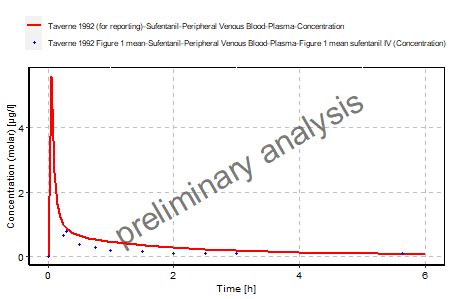 Taverne 1992 (for reporting)-Sufentanil-Peripheral Venous Blood-Plasma-Concentration
Taverne 1992 Figure 1 mean-Sufentanil-Peripheral Venous Blood-Plasma-Figure 1 mean sufentanil IV (Concentration)
Concentration (molar) [µg/l]
4
2
0
preliminary analysis
0
2
4
6
Time [h]